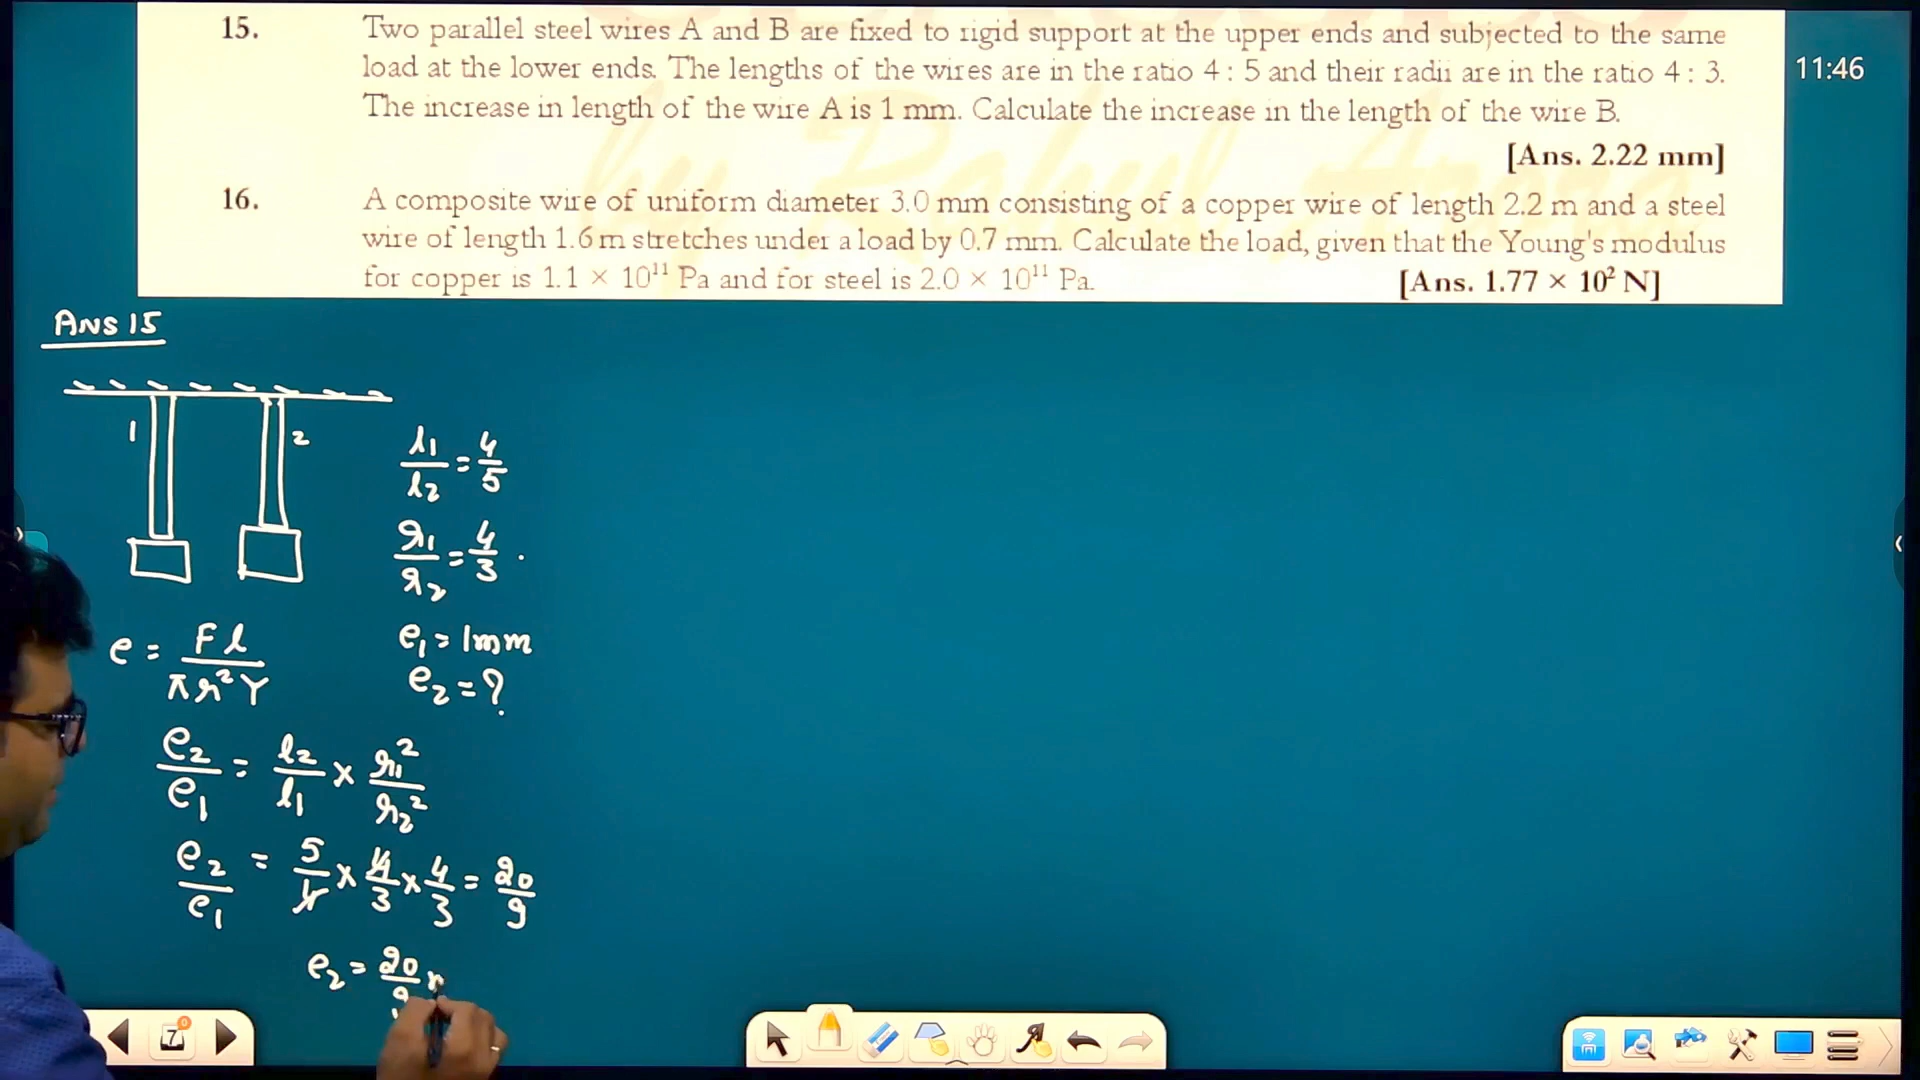 15. Two parallel steel wires A and B are fixed to rigid support at the upper ends and subjected to the same
load at the lower ends. The lengths of the wires are in the ratio 4 : 5 and their radii are in the ratio 4 : 3.
The increase in length of the wire A is 1 mm. Calculate the increase in the length of the wire B.
[Ans. 2.22 mm]
16. A composite wire of uniform diameter 3.0 mm consisting of a copper wire of length 2.2 m and a steel
wire of length 1.6 m stretches under a load by 0.7 mm. Calculate the load, given that the Young's modulus
for copper is 1.1 × 10¹¹ Pa and for steel is 2.0 × 10¹¹ Pa. [Ans. 1.77 × 10² N]
11:46
by Rahul
Ans 15
1 2
l₁/l₂ = 4/5
r₁/r₂ = 4/3
e = Fl/πr²Y
e₁ = 1mm
e₂ = ?
e₂/e₁ = l₂/l₁ × r₁²/r₂²
e₂/e₁ = 5/4 × 4/3 × 4/3 = 20/9
e₂ = 20/9
7
0